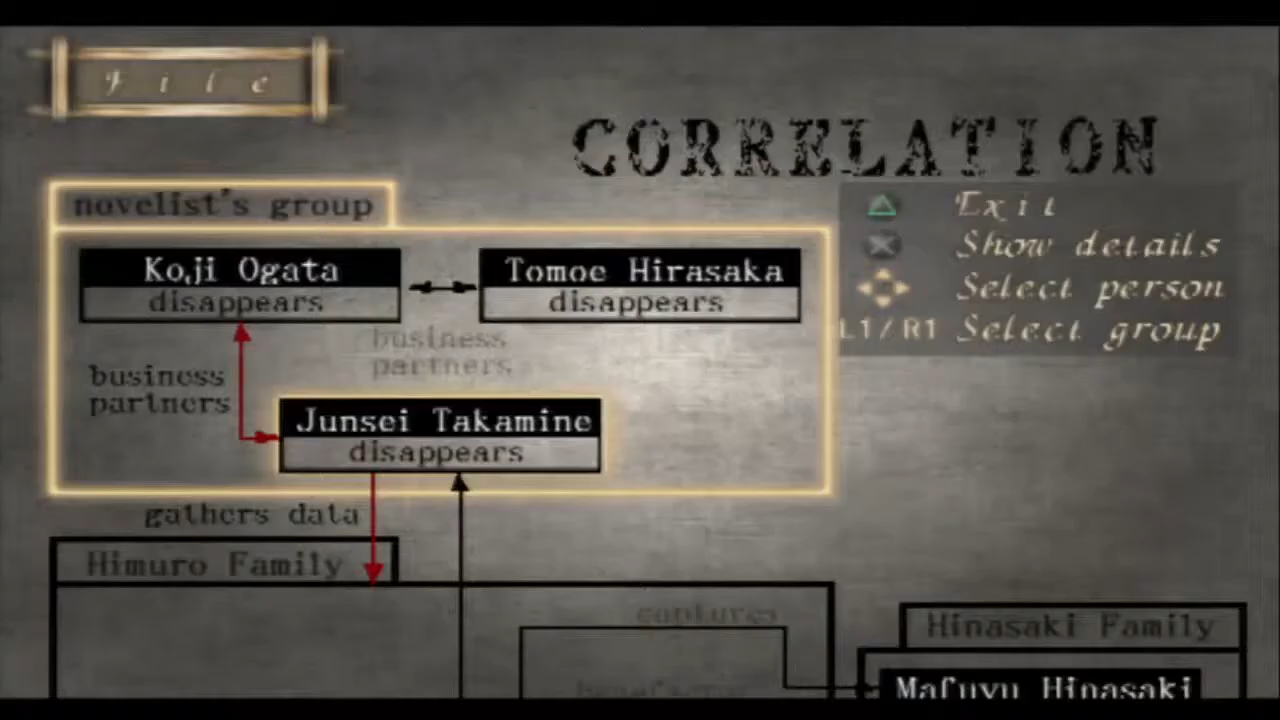 File
CORRELATION
novelist's group
Exit
Show details
Select person
L1/R1 Select group
Koji Ogata
disappears
Tomoe Hirasaka
disappears
business
partners
business
partners
Junsei Takamine
disappears
gathers data
Himuro Family
captures
Hinasaki Family
benefactor
Mafuyu Hinasaki